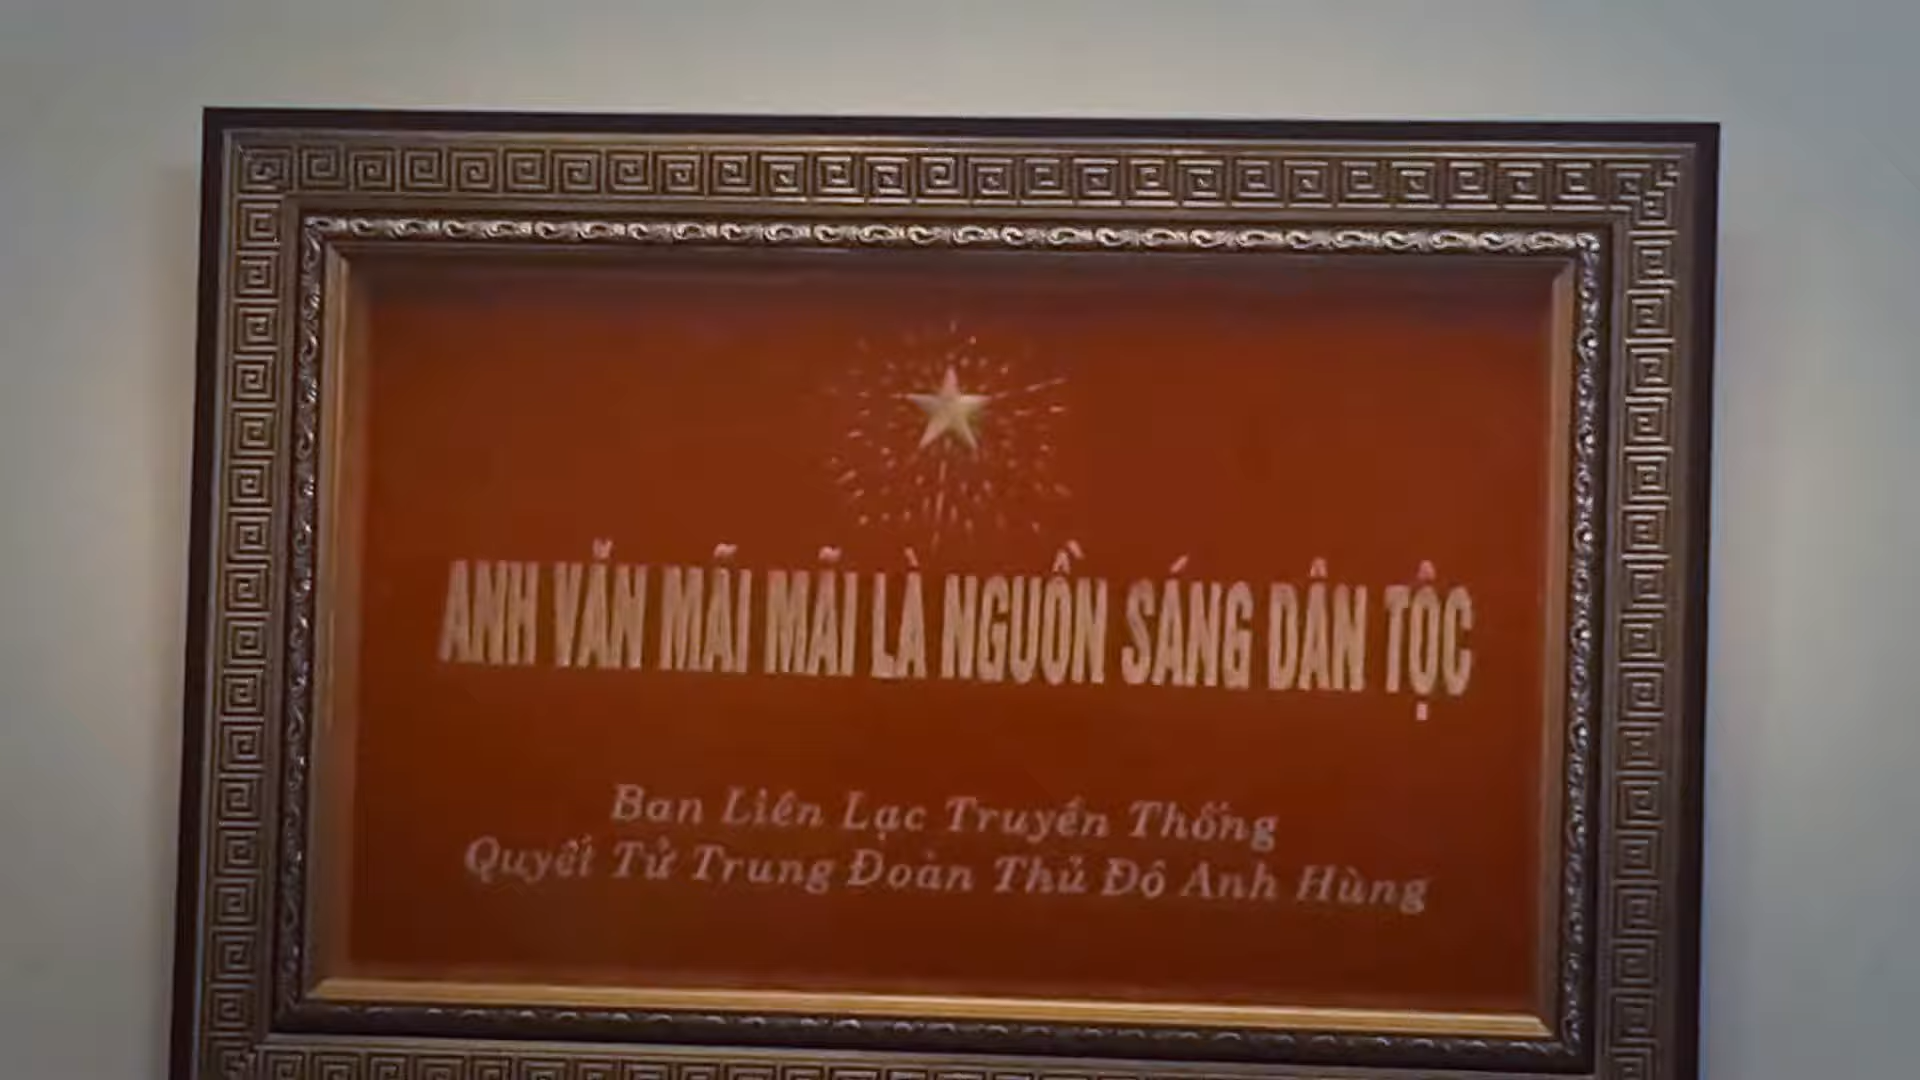 ANH VĂN MÃI MÃI LÀ NGUỒN SÁNG DÂN TỘC
Ban Liên Lạc Truyền Thống
Quyết Tử Trung Đoàn Thủ Đô Anh Hùng